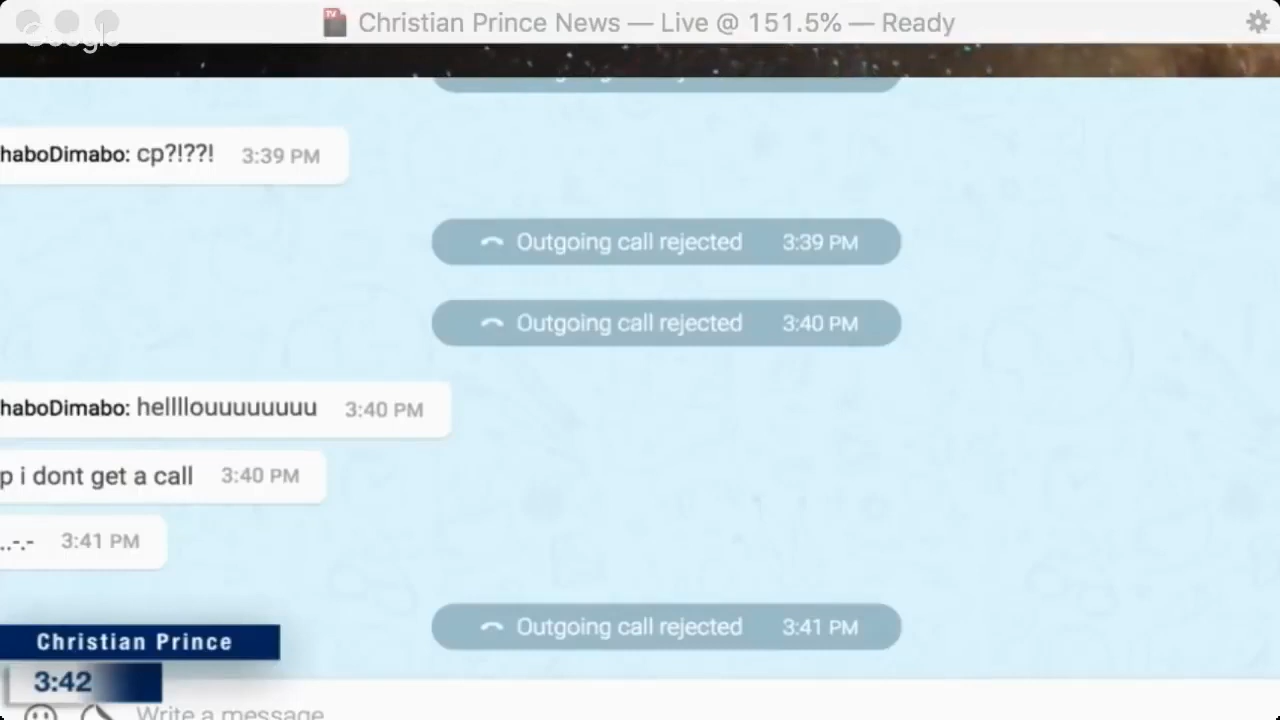 Christian Prince News — Live @ 151.5% — Ready
Google
haboDimabo: cp?!??! 3:39 PM
Outgoing call rejected 3:39 PM
Outgoing call rejected 3:40 PM
haboDimabo: hellllouuuuuuuu 3:40 PM
p i dont get a call 3:40 PM
..-.- 3:41 PM
Outgoing call rejected 3:41 PM
Christian Prince
3:42
Write a message